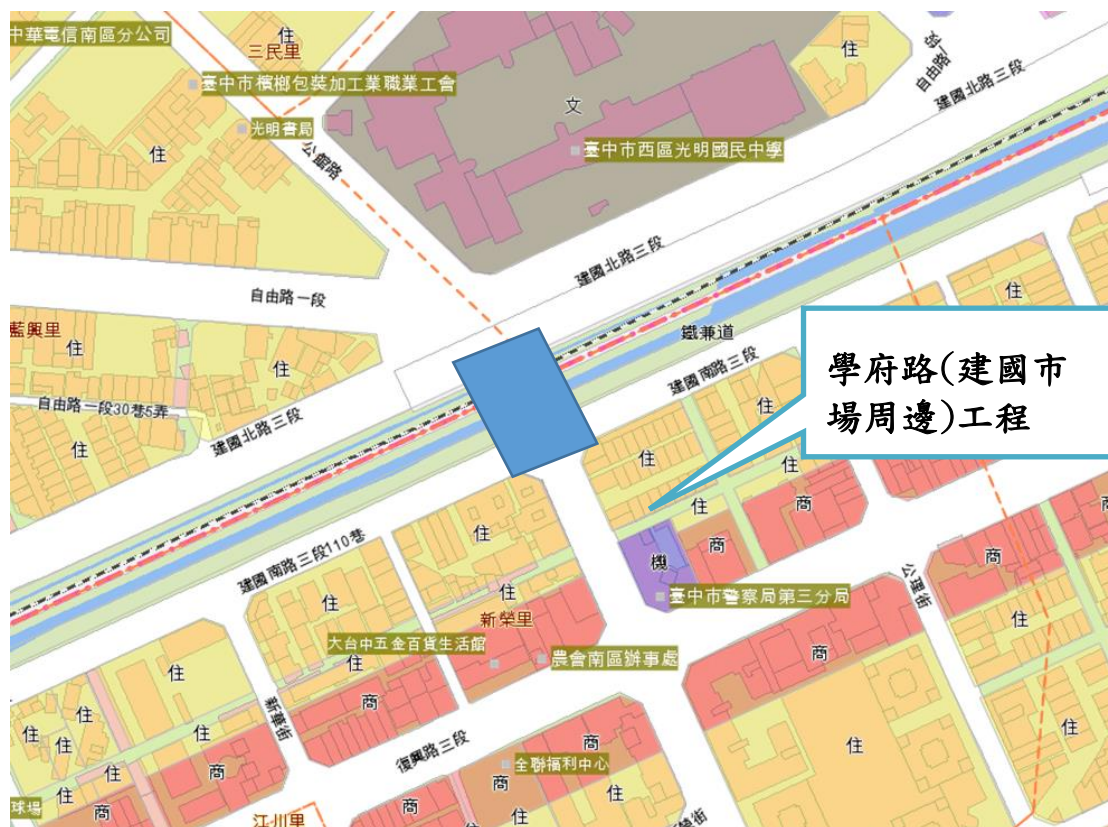 中華電信南區分公司
住
三民里
臺中市檳榔包裝加工業職業工會
光明書局
住
公館路
文
臺中市西區光明國民中學
住
自由路一段
建國北路三段
建國北路三段
自由路一段
藍興里
住
住
自由路一段30巷5弄
住
建國北路三段
鐵兼道
建國南路三段
住
住
學府路(建國市
場周邊)工程
住
住
商
商
機
商
臺中市警察局第三分局
公理街
商
住
住
建國南路三段110巷
住
住
新榮里
大台中五金百貨生活館
住
農會南區辦事處
商
商
住
住
住
住
住
住
商
復興路三段
商
全聯福利中心
商
住
住
球場
住
商
江川里
商
住